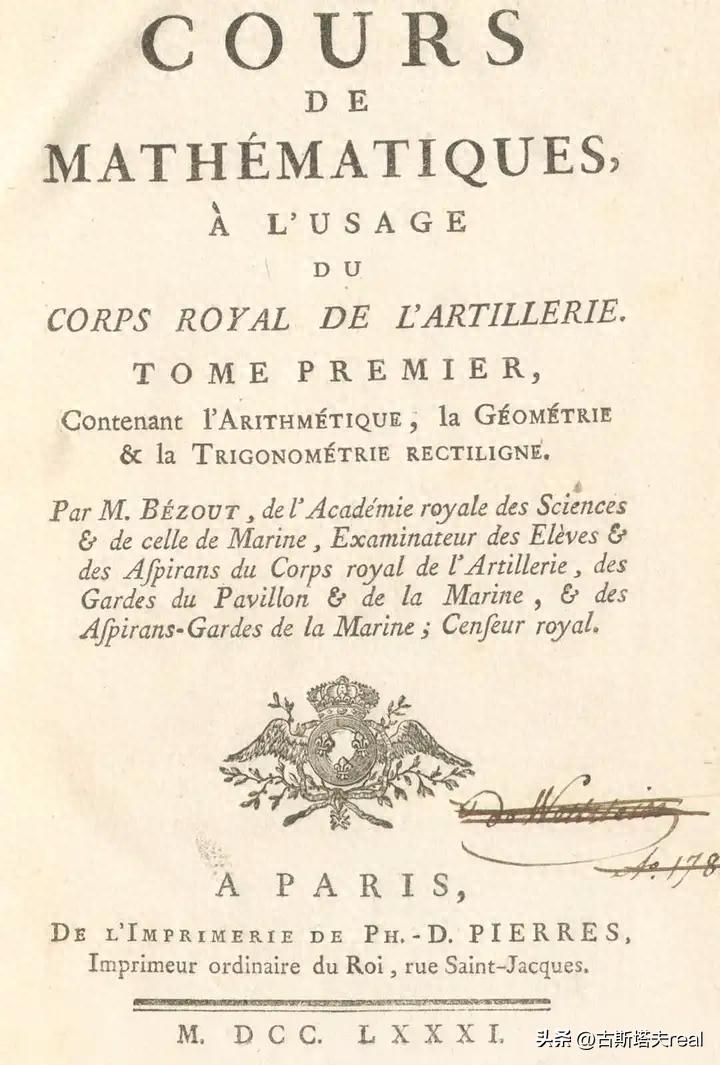 COURS
DE
MATHÉMATIQUES,
À L'USAGE
DU
CORPS ROYAL DE L'ARTILLERIE.
TOME PREMIER,
Contenant l'ARITHMÉTIQUE, la GÉOMÉTRIE
& la TRIGONOMÉTRIE RECTILIGNE.
Par M. BÉZOUT, de l'Académie royale des Sciences
& de celle de Marine, Examinateur des Elèves &
des Aſpirans du Corps royal de l'Artillerie, des
Gardes du Pavillon & de la Marine, & des
Aſpirans-Gardes de la Marine; Cenſeur royal.
178
A PARIS,
DE L'IMPRIMERIE DE PH.-D. PIERRES,
Imprimeur ordinaire du Roi, rue Saint-Jacques.
M. DCC. LXXXI.
头条 @古斯塔夫real